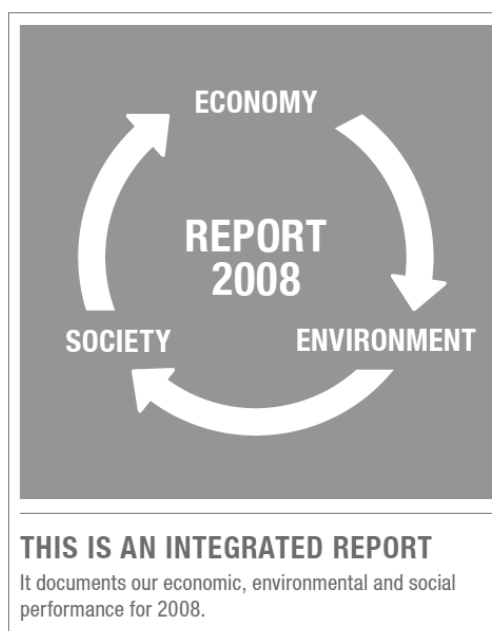 ECONOMY
REPORT
2008
SOCIETY
ENVIRONMENT
THIS IS AN INTEGRATED REPORT
It documents our economic, environmental and social
performance for 2008.